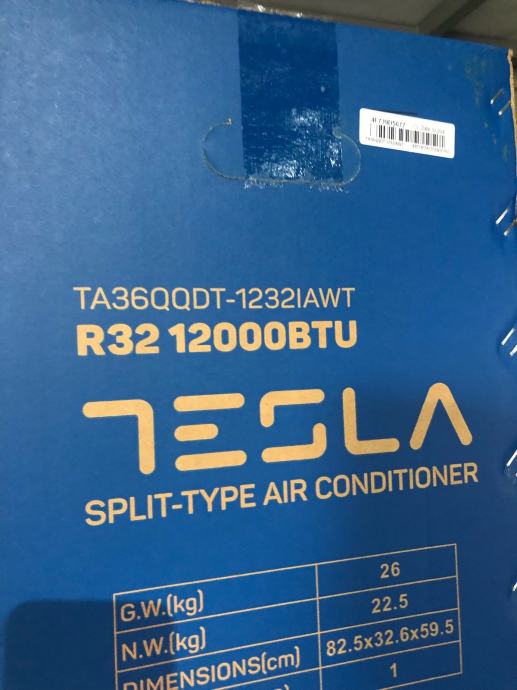 TA36QQDT-1232IAWT
R32 12000BTU
TESLA
SPLIT-TYPE AIR CONDITIONER
G.W.(kg) 26
N.W.(kg) 22.5
DIMENSIONS(cm) 82.5x32.6x59.5
1